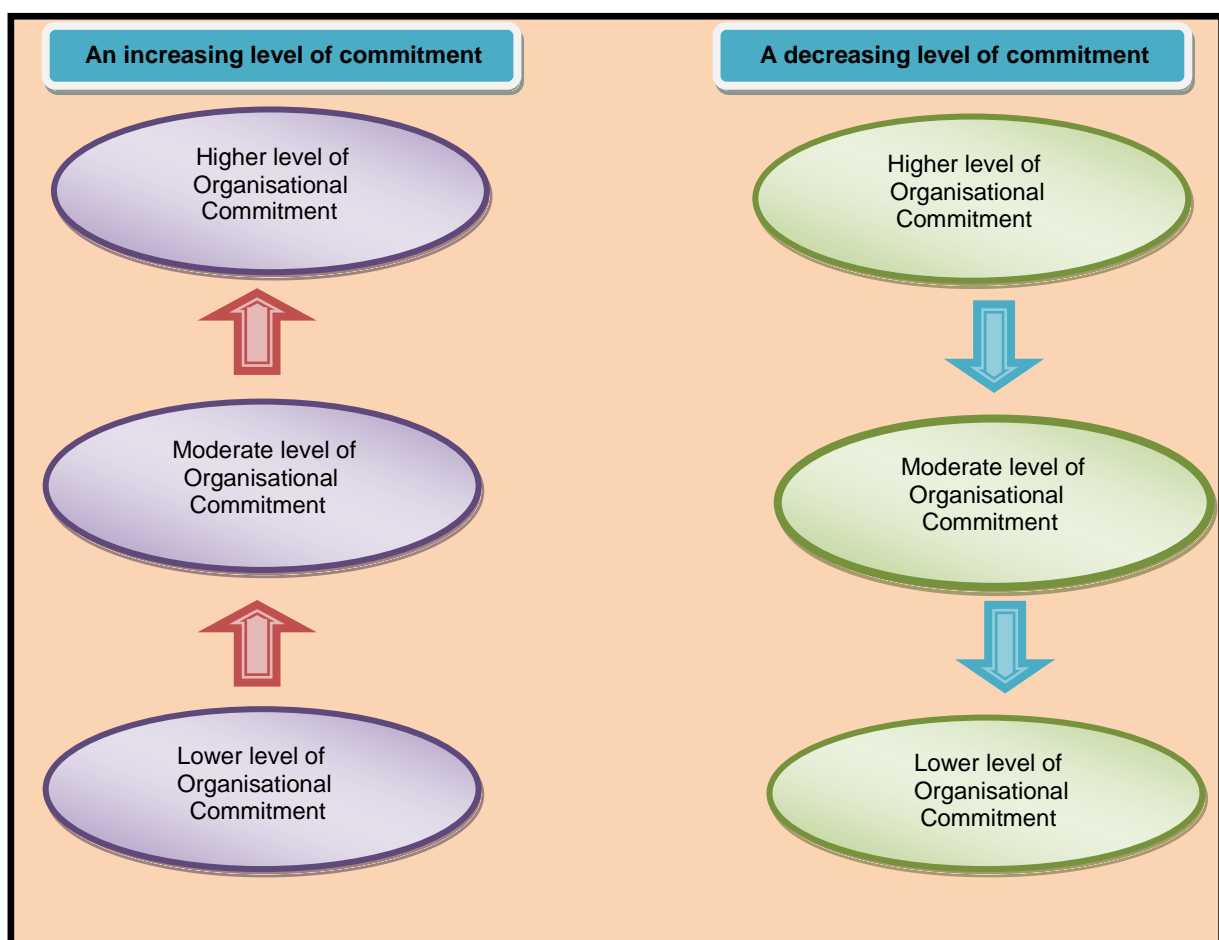 An increasing level of commitment
Higher level of
Organisational
Commitment
Moderate level of
Organisational
Commitment
Lower level of
Organisational
Commitment
A decreasing level of commitment
Higher level of
Organisational
Commitment
Moderate level of
Organisational
Commitment
Lower level of
Organisational
Commitment